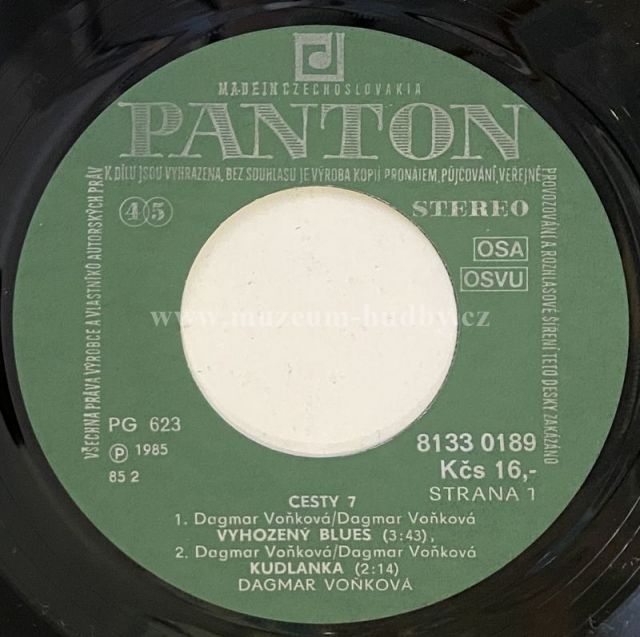 MADE IN CZECHOSLOVAKIA
PANTON
VŠECHNA PRÁVA VÝROBCE A VLASTNÍKŮ AUTORSKÝCH PRÁV
K DÍLU JSOU VYHRAZENA, BEZ SOUHLASU JE VÝROBA KOPIÍ PRONÁJEM, PŮJČOVÁNÍ, VEŘEJNÉ
PROVOZOVÁNÍ A ROZHLASOVÉ ŠÍŘENÍ TÉTO DESKY ZAKÁZÁNO
45
STEREO
OSA
OSVU
www.muzeum-hudby.cz
PG 623
Ⓟ 1985
85 2
8133 0189
Kčs 16,-
STRANA 1
CESTY 7
1. Dagmar Voňková/Dagmar Voňková
VYHOZENÝ BLUES (3:43),
2. Dagmar Voňková/Dagmar Voňková
KUDLANKA (2:14)
DAGMAR VOŇKOVÁ